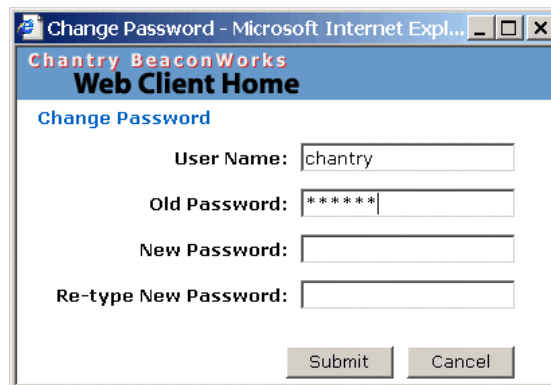 Change Password - Microsoft Internet Expl...
Chantry BeaconWorks
Web Client Home
Change Password
User Name: chantry
Old Password: ******
New Password:
Re-type New Password:
Submit Cancel